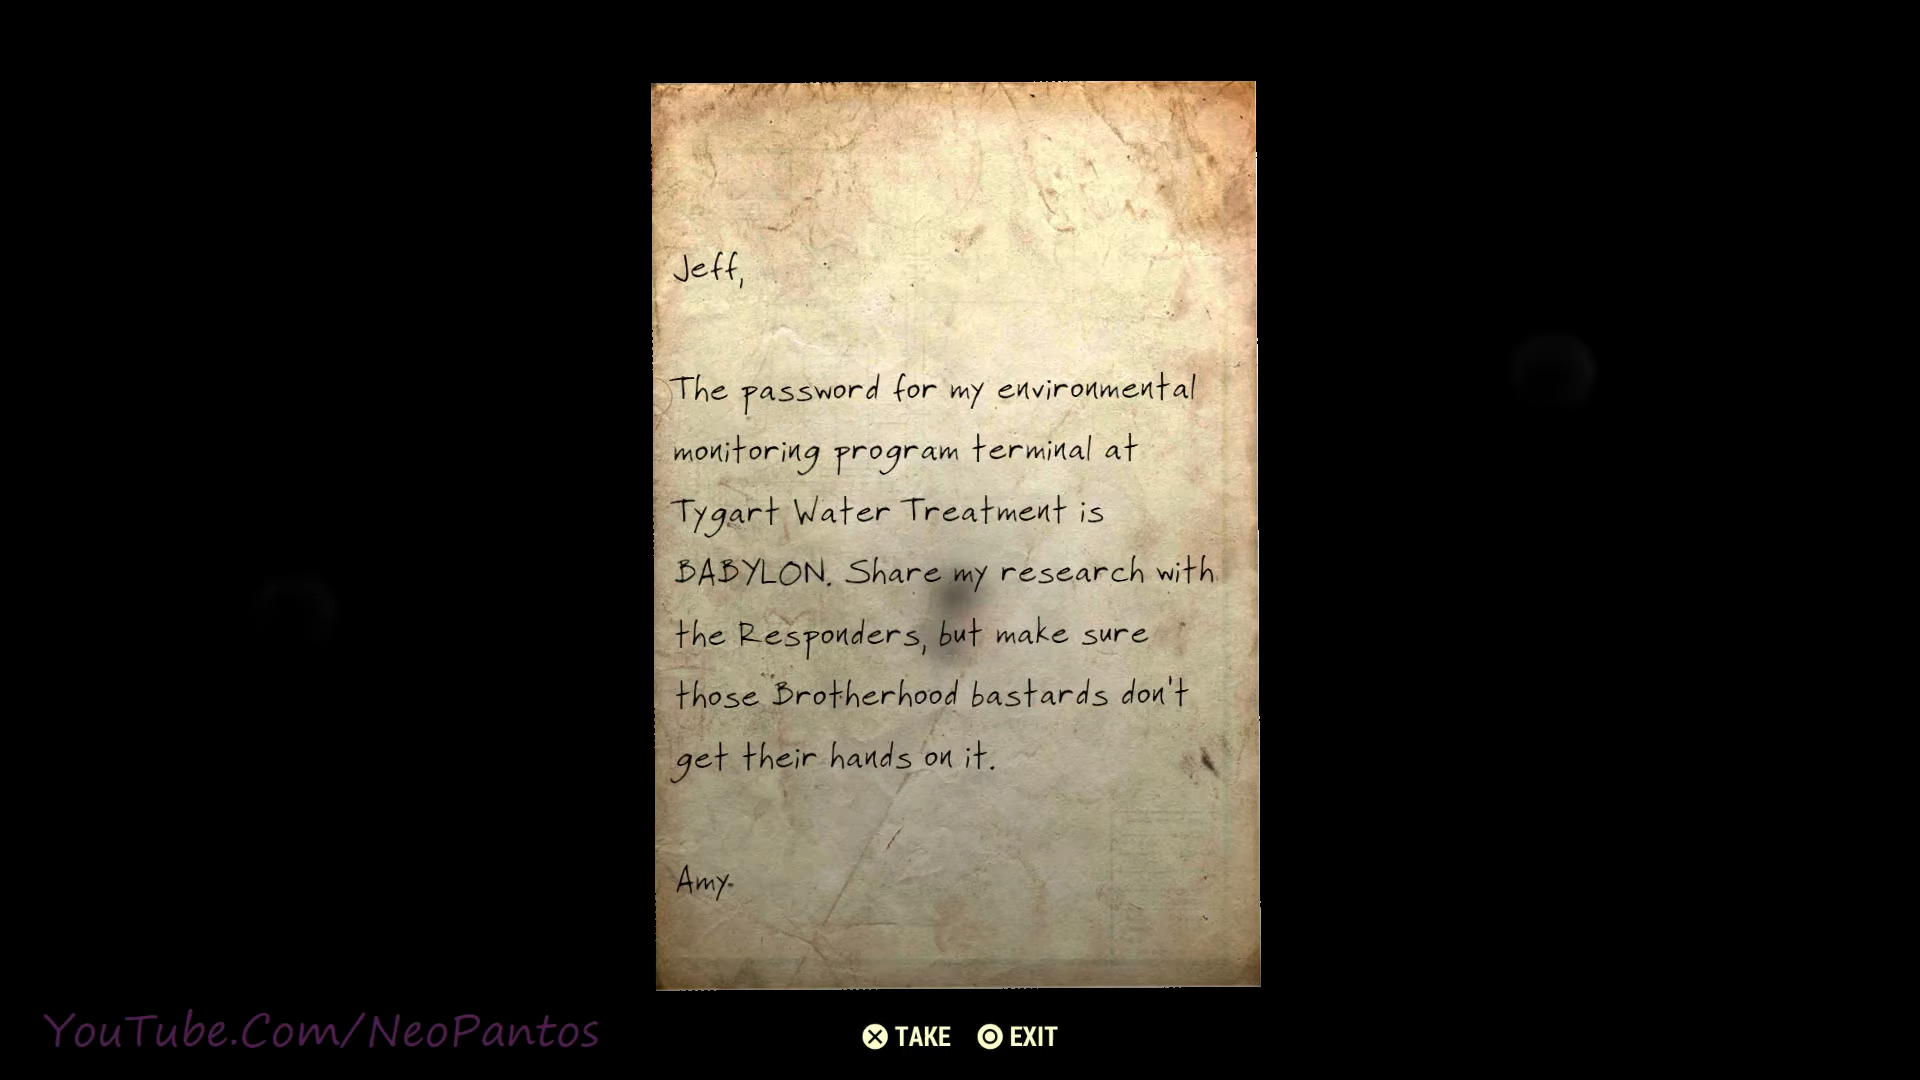 Jeff,
The password for my environmental
monitoring program terminal at
Tygart Water Treatment is
BABYLON. Share my research with
the Responders, but make sure
those Brotherhood bastards don't
get their hands on it.
Amy
YouTube.Com/NeoPantos
TAKE EXIT